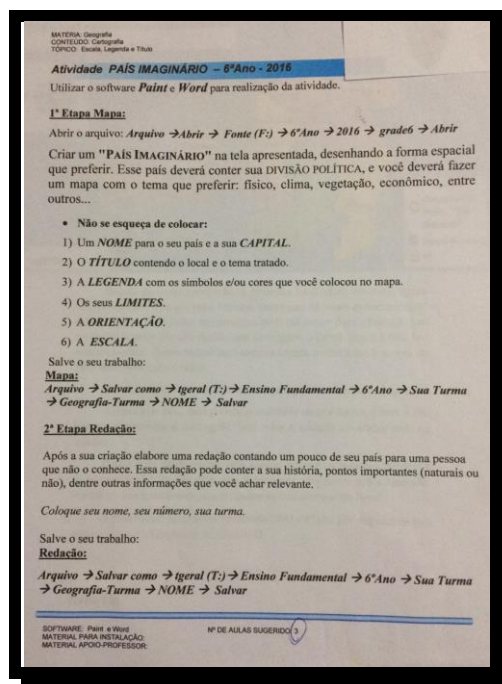 MATÉRIA: Geografia
CONTEÚDO: Cartografia
TÓPICO: Escala, Legenda e Título
Atividade PAÍS IMAGINÁRIO – 6ºAno - 2016
Utilizar o software Paint e Word para realização da atividade.
1ª Etapa Mapa:
Abrir o arquivo: Arquivo → Abrir → Fonte (F:) → 6ºAno → 2016 → grade6 → Abrir
Criar um "PAÍS IMAGINÁRIO" na tela apresentada, desenhando a forma espacial
que preferir. Esse país deverá conter sua DIVISÃO POLÍTICA, e você deverá fazer
um mapa com o tema que preferir: físico, clima, vegetação, econômico, entre
outros...
• Não se esqueça de colocar:
1) Um NOME para o seu país e a sua CAPITAL.
2) O TÍTULO contendo o local e o tema tratado.
3) A LEGENDA com os símbolos e/ou cores que você colocou no mapa.
4) Os seus LIMITES.
5) A ORIENTAÇÃO.
6) A ESCALA.
Salve o seu trabalho:
Mapa:
Arquivo → Salvar como → tgeral (T:) → Ensino Fundamental → 6ºAno → Sua Turma
→ Geografia-Turma → NOME → Salvar
2ª Etapa Redação:
Após a sua criação elabore uma redação contando um pouco de seu país para uma pessoa
que não o conhece. Essa redação pode conter a sua história, pontos importantes (naturais ou
não), dentre outras informações que você achar relevante.
Coloque seu nome, seu número, sua turma.
Salve o seu trabalho:
Redação:
Arquivo → Salvar como → tgeral (T:) → Ensino Fundamental → 6ºAno → Sua Turma
→ Geografia-Turma → NOME → Salvar
SOFTWARE: Paint e Word
MATERIAL PARA INSTALAÇÃO:
MATERIAL APOIO-PROFESSOR:
Nº DE AULAS SUGERIDO: 3